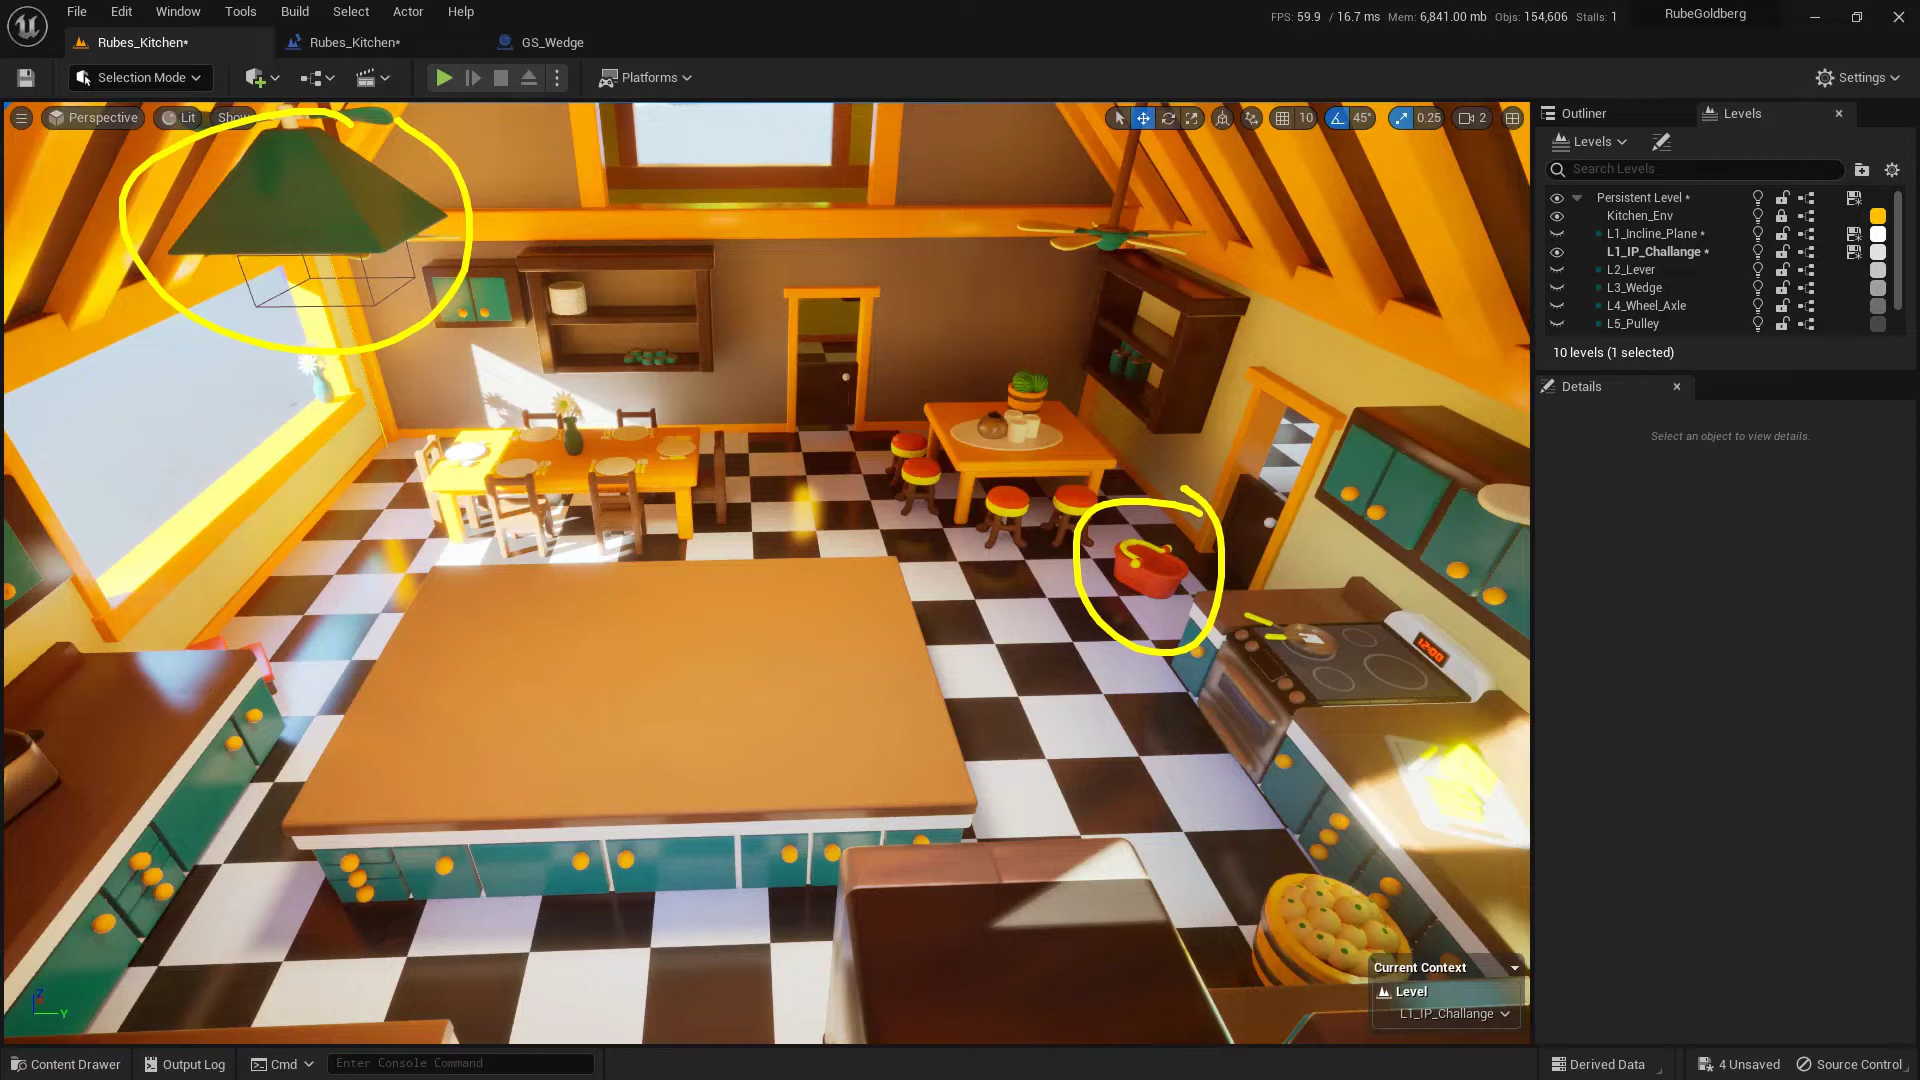 File Edit Window Tools Build Select Actor Help
FPS: 59.9 / 16.7 ms Mem: 6,841.00 mb Objs: 154,606 Stalls: 1
RubeGoldberg
Rubes_Kitchen*
Rubes_Kitchen*
GS_Wedge
Selection Mode
Platforms
Settings
Perspective
Lit
Show
10
45°
0.25
2
Outliner
Levels
Levels
Search Levels
Persistent Level *
Kitchen_Env
L1_Incline_Plane *
L1_IP_Challange *
L2_Lever
L3_Wedge
L4_Wheel_Axle
L5_Pulley
10 levels (1 selected)
Details
Select an object to view details.
12:00
Current Context
Level
L1_IP_Challange
Z
Y
Content Drawer
Output Log
Cmd
Enter Console Command
Derived Data
4 Unsaved
Source Control